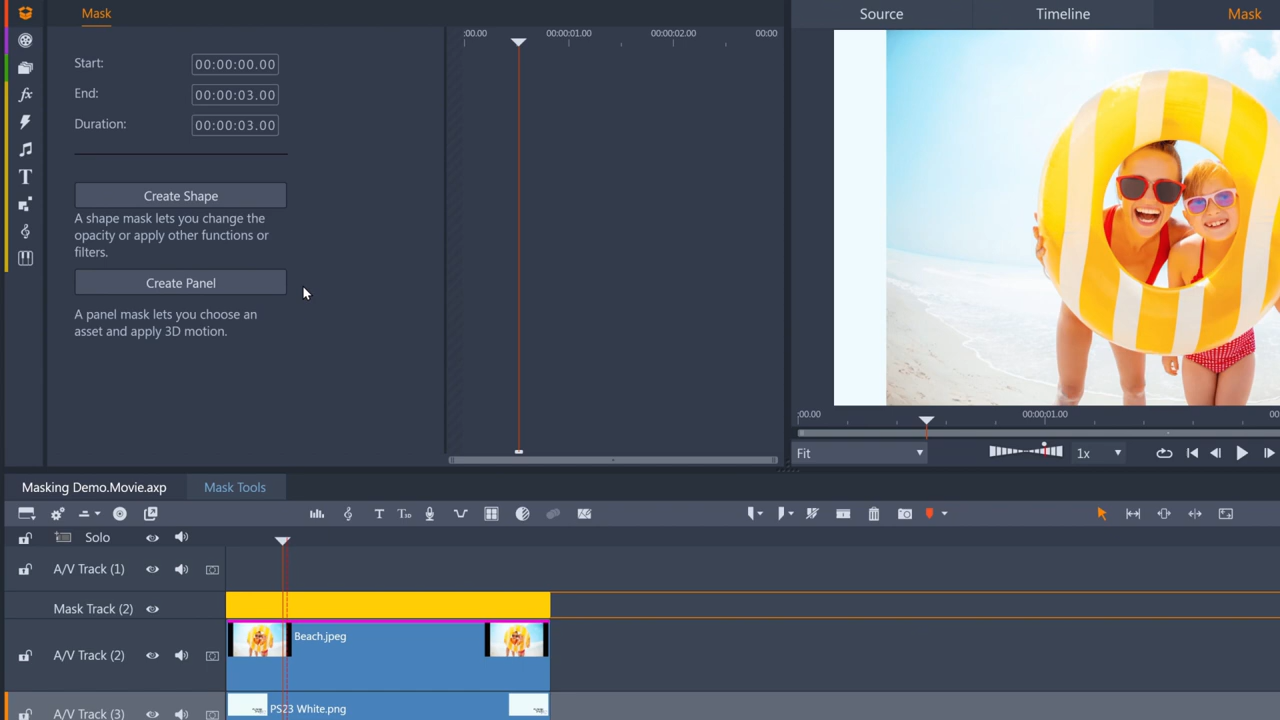 Mask
Start:
00:00:00.00
End:
00:00:03.00
Duration:
00:00:03.00
Create Shape
A shape mask lets you change the
opacity or apply other functions or
filters.
Create Panel
A panel mask lets you choose an
asset and apply 3D motion.
:00.00 00:00:01.00 00:00:02.00 00:00
Source Timeline Mask
:00.00 00:00:01.00 00
Fit 1x
Masking Demo.Movie.axp Mask Tools
Solo
A/V Track (1)
Mask Track (2)
A/V Track (2) Beach.jpeg
A/V Track (3) PS23 White.png